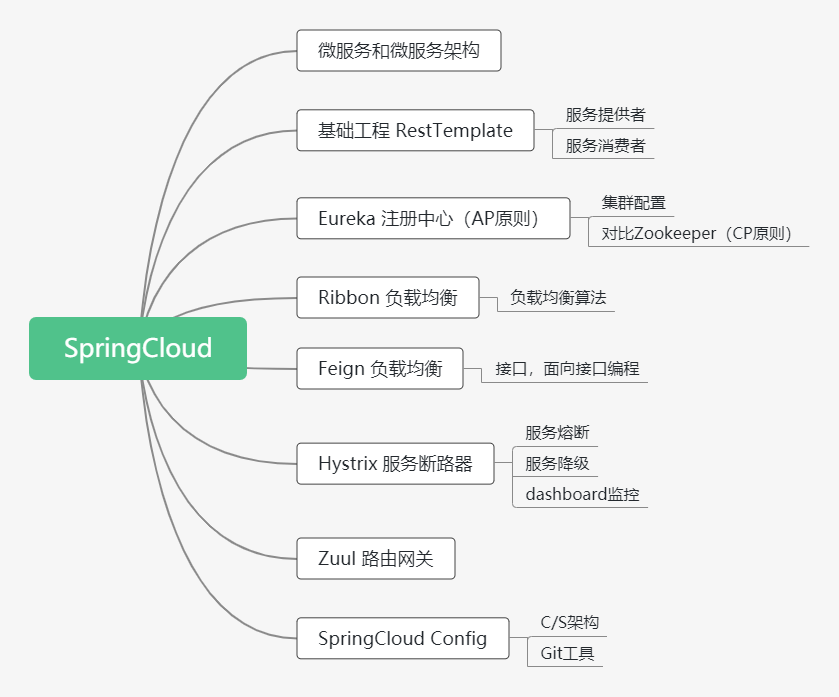 SpringCloud
微服务和微服务架构
基础工程 RestTemplate
服务提供者
服务消费者
Eureka 注册中心（AP原则）
集群配置
对比Zookeeper（CP原则）
Ribbon 负载均衡
负载均衡算法
Feign 负载均衡
接口，面向接口编程
Hystrix 服务断路器
服务熔断
服务降级
dashboard监控
Zuul 路由网关
SpringCloud Config
C/S架构
Git工具